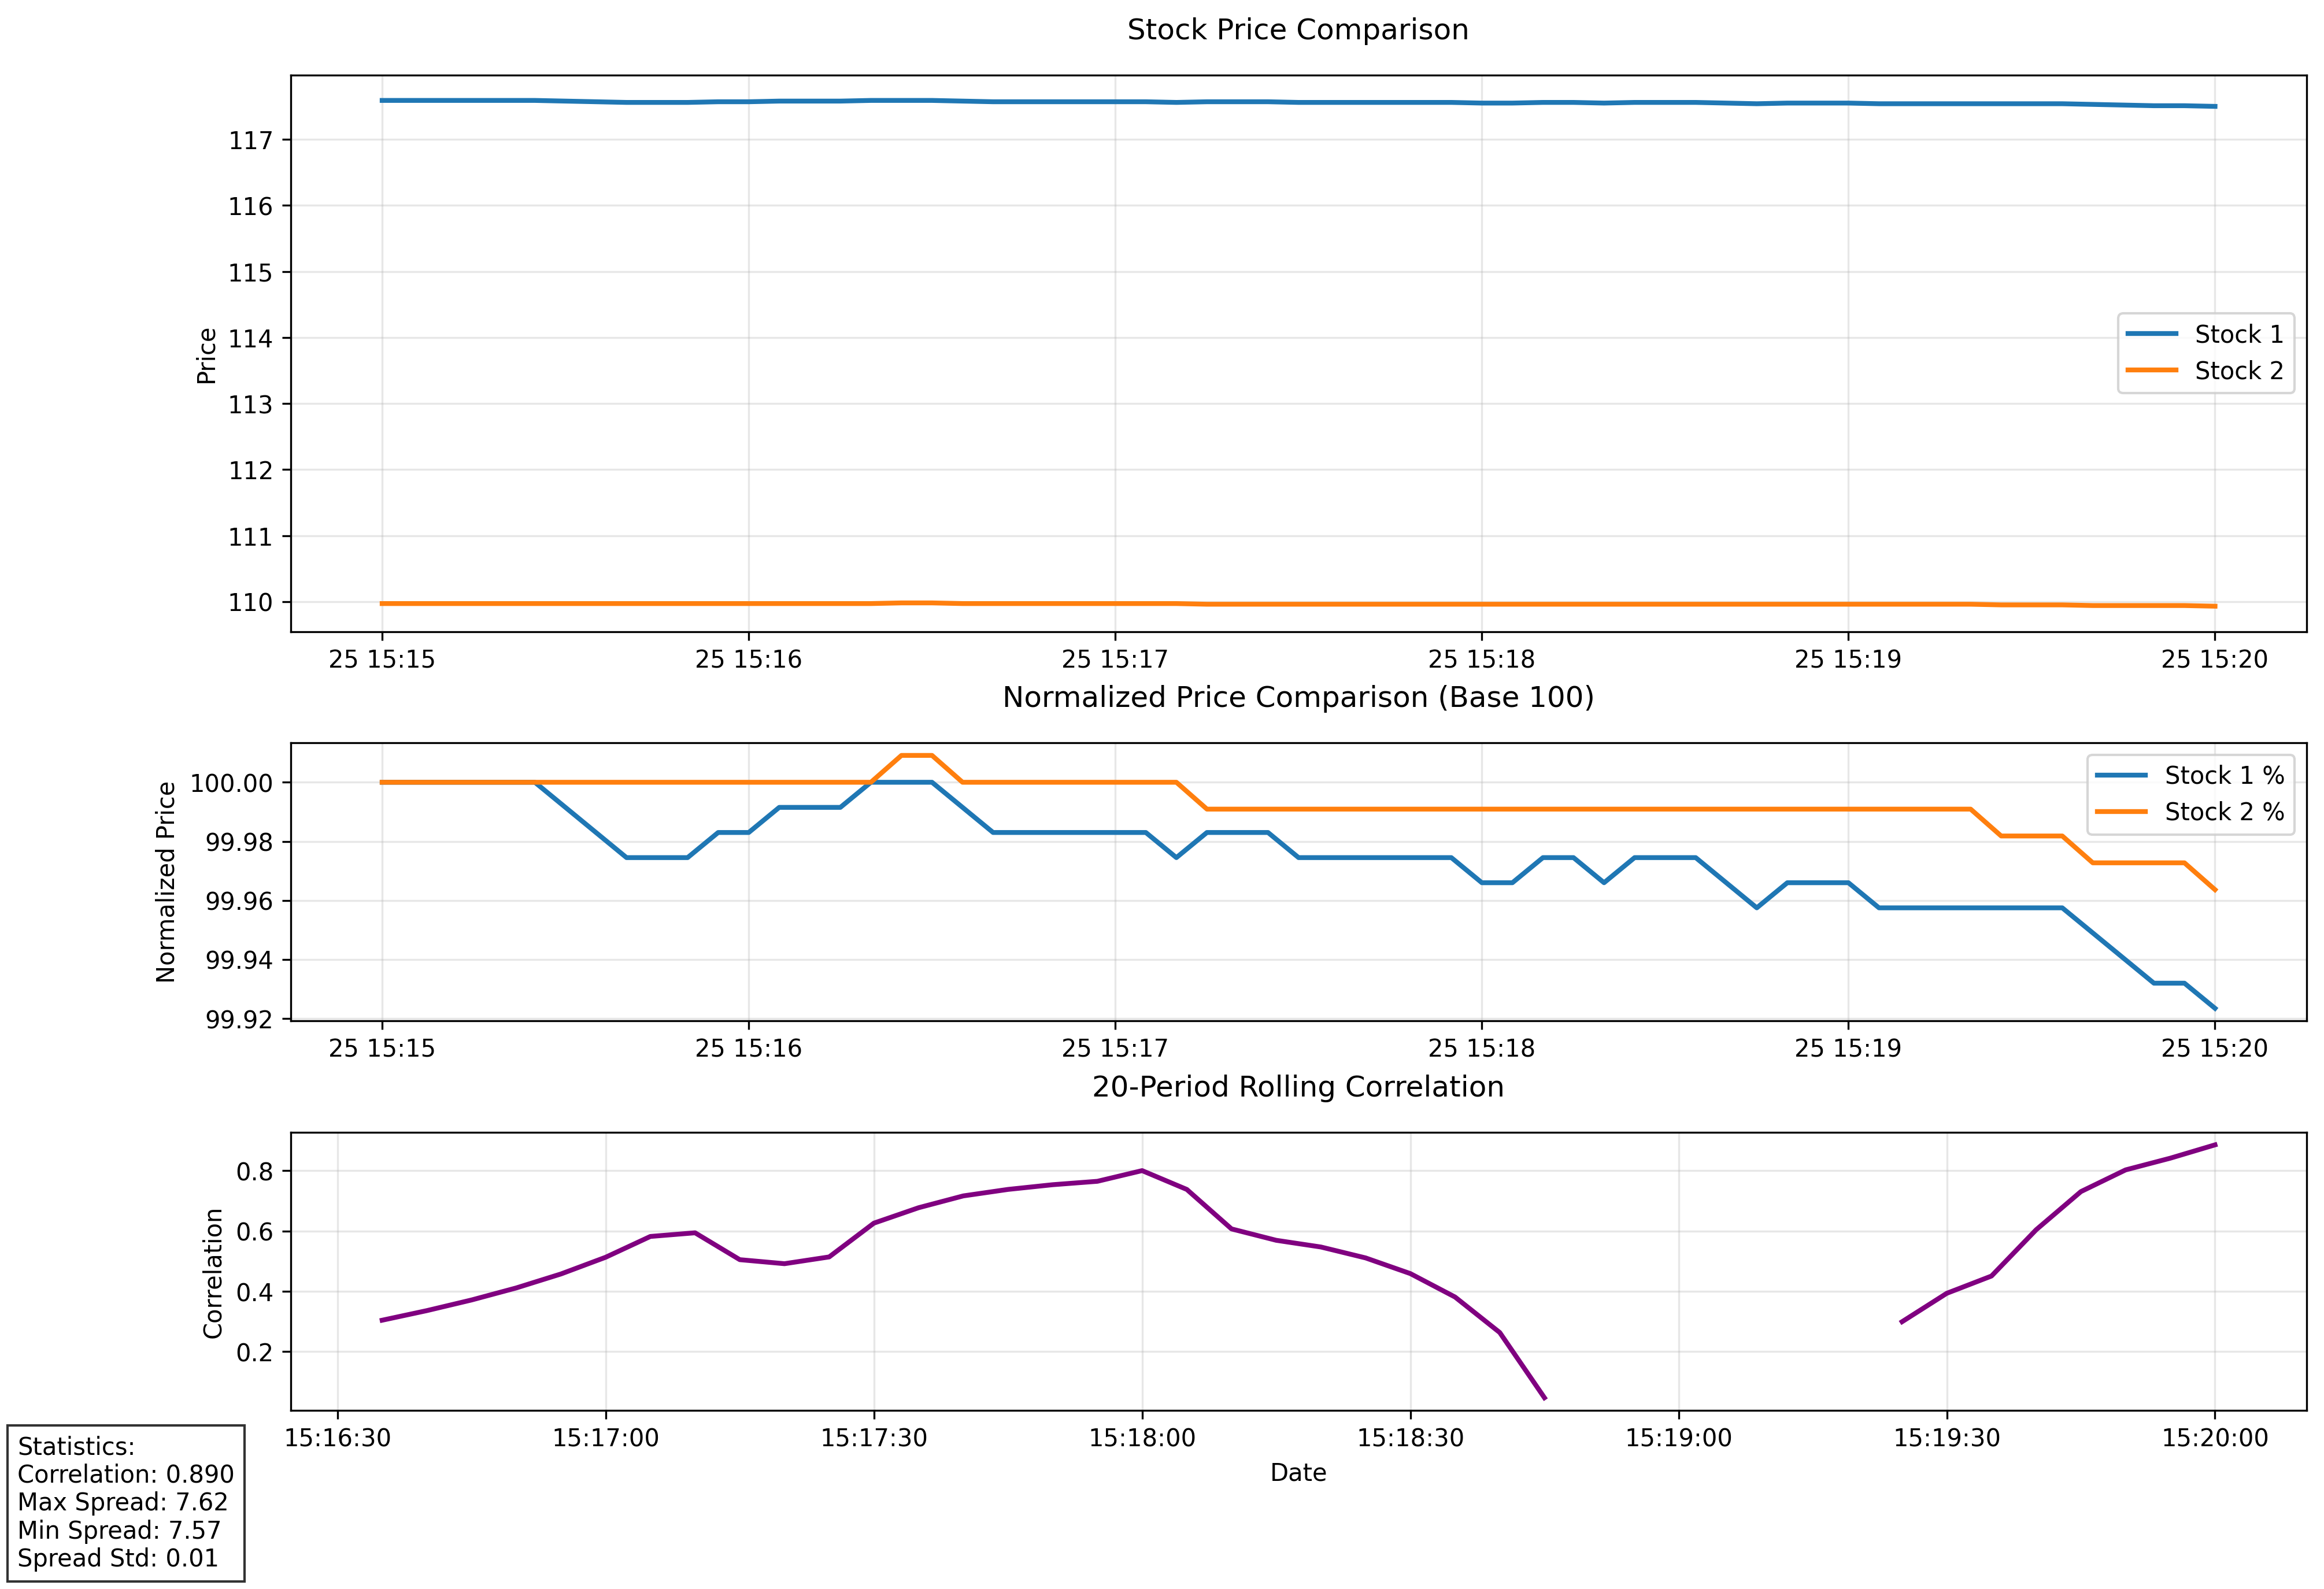 Stock Price Comparison
Price
117
116
115
114
113
112
111
110
Stock 1
Stock 2
25 15:15
25 15:16
25 15:17
25 15:18
25 15:19
25 15:20
Normalized Price Comparison (Base 100)
Normalized Price
100.00
99.98
99.96
99.94
99.92
Stock 1 %
Stock 2 %
25 15:15
25 15:16
25 15:17
25 15:18
25 15:19
25 15:20
20-Period Rolling Correlation
Correlation
0.8
0.6
0.4
0.2
15:16:30
15:17:00
15:17:30
15:18:00
15:18:30
15:19:00
15:19:30
15:20:00
Date
Statistics:
Correlation: 0.890
Max Spread: 7.62
Min Spread: 7.57
Spread Std: 0.01